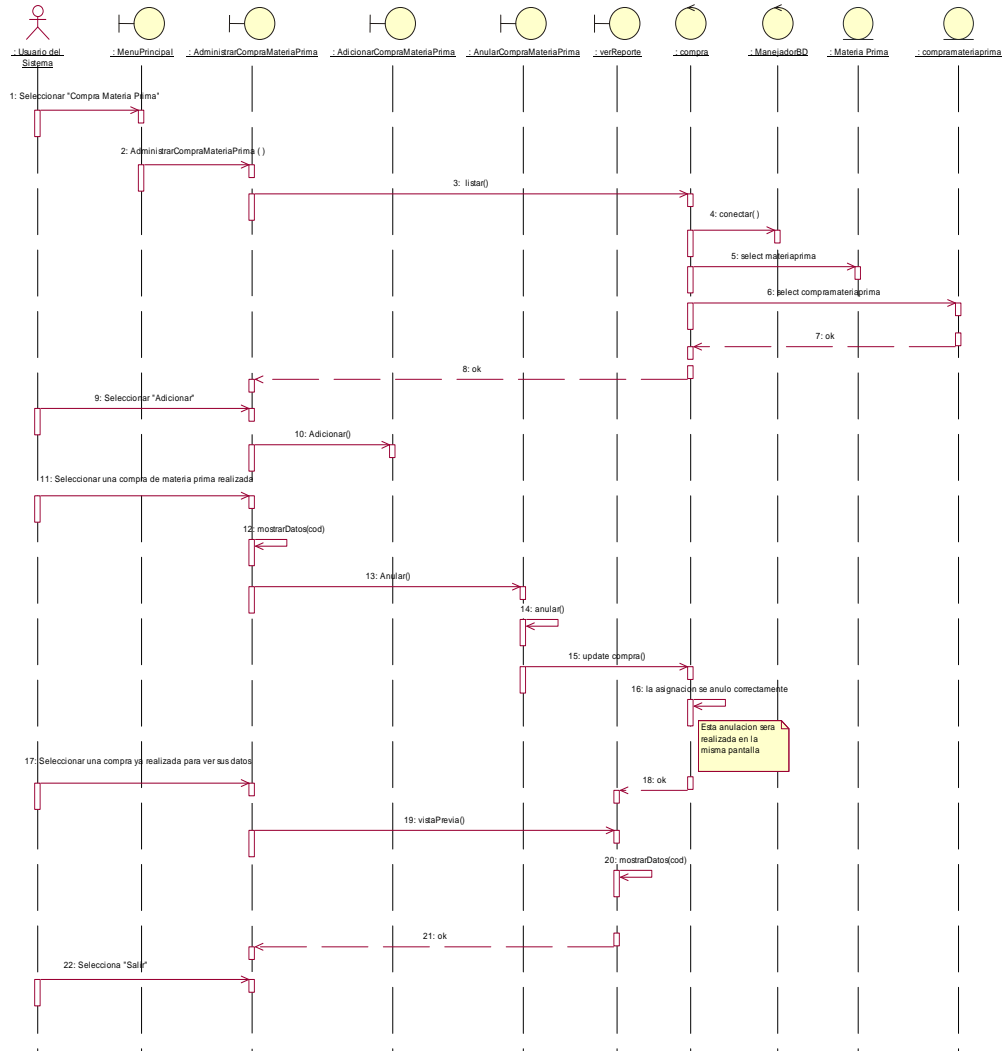 : Usuario del
Sistema
: MenuPrincipal
: AdministrarCompraMateriaPrima
: AdicionarCompraMateriaPrima
: AnularCompraMateriaPrima
: verReporte
: compra
: ManejadorBD
: Materia Prima
: compramateriaprima
1: Seleccionar "Compra Materia Prima"
2: AdministrarCompraMateriaPrima ( )
3: listar()
4: conectar( )
5: select materiaprima
6: select compramateriaprima
7: ok
8: ok
9: Seleccionar "Adicionar"
10: Adicionar()
11: Seleccionar una compra de materia prima realizada
12: mostrarDatos(cod)
13: Anular()
14: anular()
15: update compra()
16: la asignacion se anulo correctamente
Esta anulacion sera
realizada en la
misma pantalla
17: Seleccionar una compra ya realizada para ver sus datos
18: ok
19: vistaPrevia()
20: mostrarDatos(cod)
21: ok
22: Selecciona "Salir"